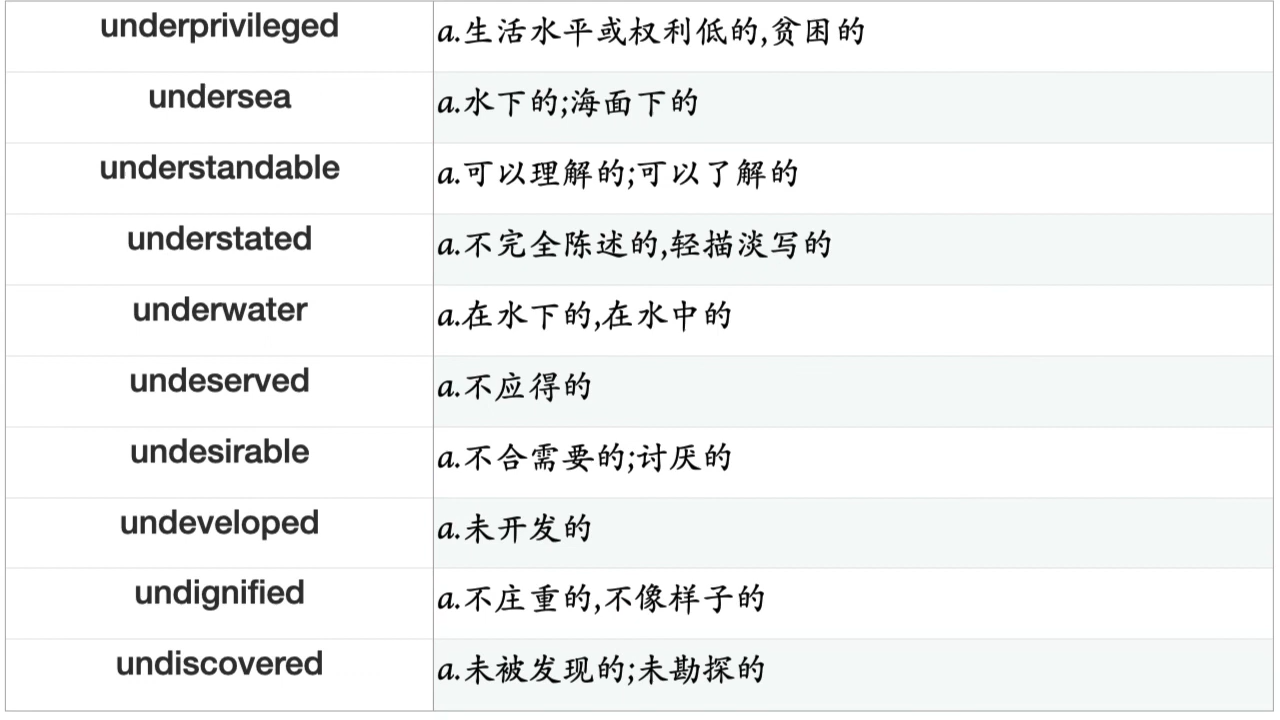 underprivileged a.生活水平或权利低的,贫困的
undersea a.水下的;海面下的
understandable a.可以理解的;可以了解的
understated a.不完全陈述的,轻描淡写的
underwater a.在水下的,在水中的
undeserved a.不应得的
undesirable a.不合需要的;讨厌的
undeveloped a.未开发的
undignified a.不庄重的,不像样子的
undiscovered a.未被发现的;未勘探的